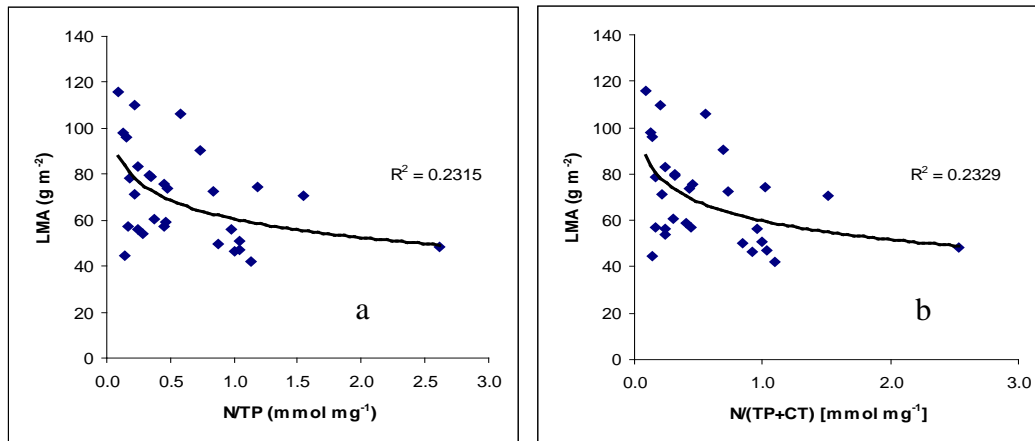 140
120
100
80
60
40
20
0
LMA (g m⁻²)
R² = 0.2315
a
0.0 0.5 1.0 1.5 2.0 2.5 3.0
N/TP (mmol mg⁻¹)
140
120
100
80
60
40
20
0
LMA (g m⁻²)
R² = 0.2329
b
0.0 1.0 2.0 3.0
N/(TP+CT) [mmol mg⁻¹]